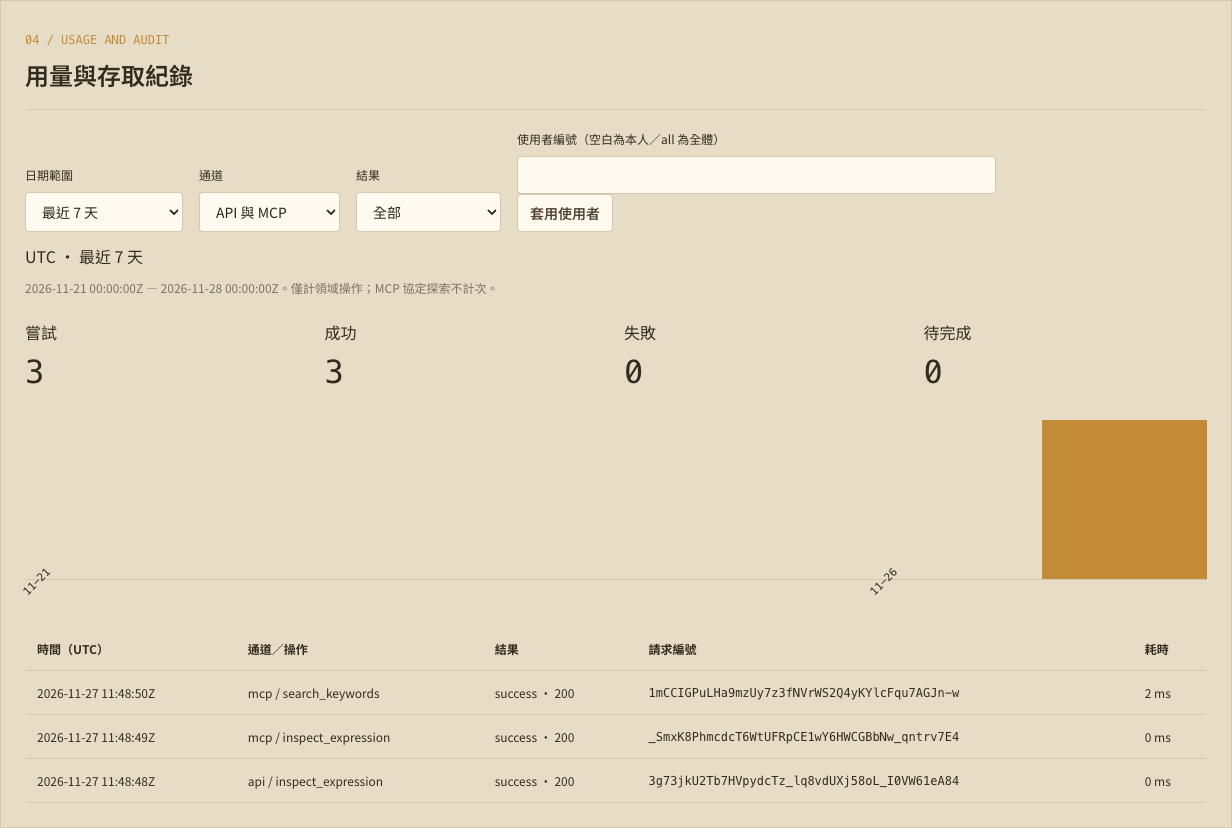 04 / USAGE AND AUDIT
用量與存取紀錄
使用者編號（空白為本人／all 為全體）
日期範圍 通道 結果
最近 7 天 API 與 MCP 全部 套用使用者
UTC・最近 7 天
2026-11-21 00:00:00Z — 2026-11-28 00:00:00Z。僅計領域操作；MCP 協定探索不計次。
嘗試 成功 失敗 待完成
3 3 0 0
11-21 11-26
時間（UTC） 通道／操作 結果 請求編號 耗時
2026-11-27 11:48:50Z mcp / search_keywords success・200 1mCCIGPuLHa9mzUy7z3fNVrWS2Q4yKYlcFqu7AGJn-w 2 ms
2026-11-27 11:48:49Z mcp / inspect_expression success・200 _SmxK8PhmcdcT6WtUFRpCE1wY6HWCGBbNw_qntrv7E4 0 ms
2026-11-27 11:48:48Z api / inspect_expression success・200 3g73jkU2Tb7HVpydcTz_lq8vdUXj58oL_I0VW61eA84 0 ms